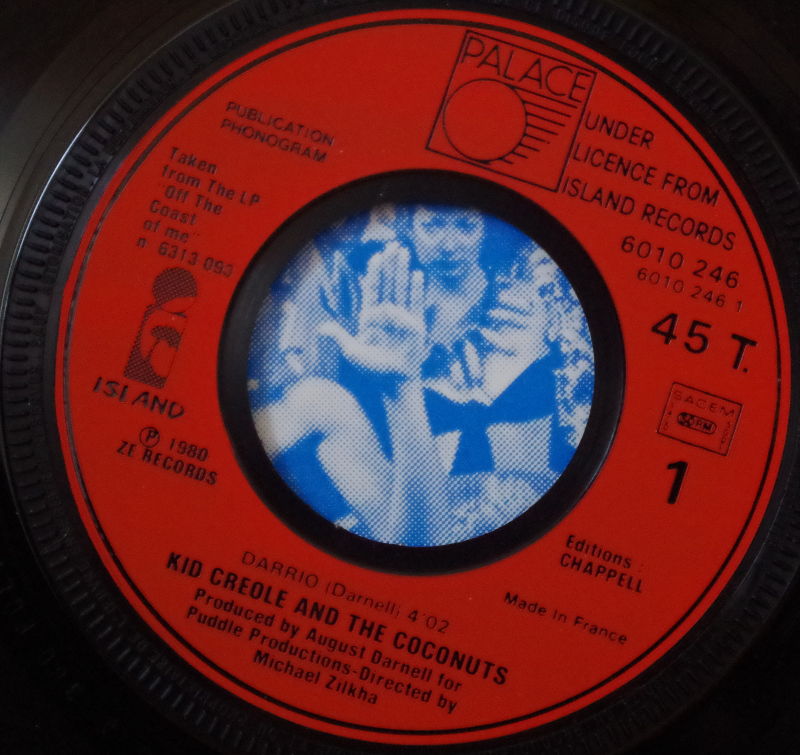 PALACE
UNDER
LICENCE FROM
ISLAND RECORDS
6010 246
6010 246 1
45 T.
SACEM
1
PUBLICATION
PHONOGRAM
Taken
from The LP
"Off The
Coast
of me"
n. 6313 093
ISLAND
℗ 1980
ZE RECORDS
Editions :
CHAPPELL
Made in France
DARRIO (Darnell) 4'02
KID CREOLE AND THE COCONUTS
Produced by August Darnell for
Puddle Productions-Directed by
Michael Zilkha